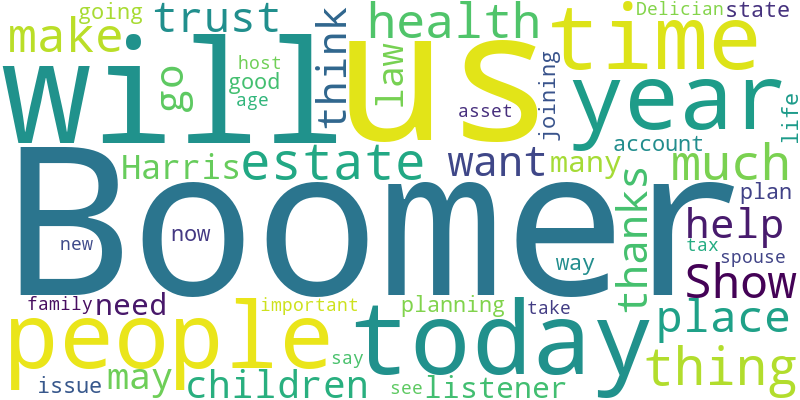 going
trust
health
Delician
state
make
will
us
time
think
host
go
good
age
law
joining
asset
year
life
account
Harris
estate
want
many
much
Boomer
now
new
way
thanks
plan
help
tax
spouse
Show
family
need
important
planning
take
people
today
place
say
thing
issue
may
children
see
listener